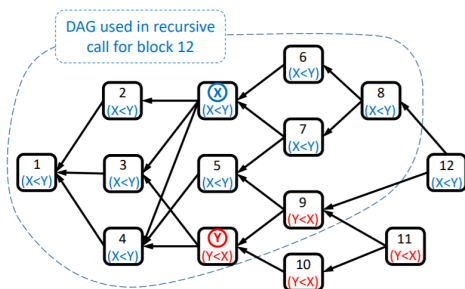 DAG used in recursive
call for block 12
1
(X<Y)
2
(X<Y)
3
(X<Y)
4
(X<Y)
X
(X<Y)
5
(X<Y)
Y
(Y<X)
6
(X<Y)
7
(X<Y)
9
(Y<X)
10
(Y<X)
8
(X<Y)
12
(X<Y)
11
(Y<X)